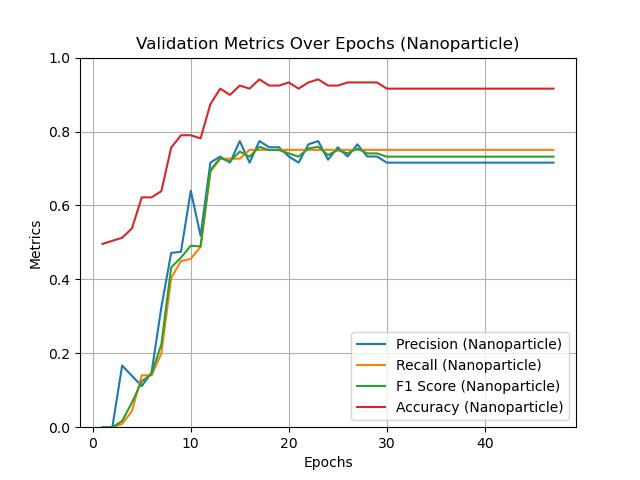 Validation Metrics Over Epochs (Nanoparticle)
1.0
0.8
0.6
0.4
0.2
0.0
Metrics
0 10 20 30 40
Epochs
Precision (Nanoparticle)
Recall (Nanoparticle)
F1 Score (Nanoparticle)
Accuracy (Nanoparticle)